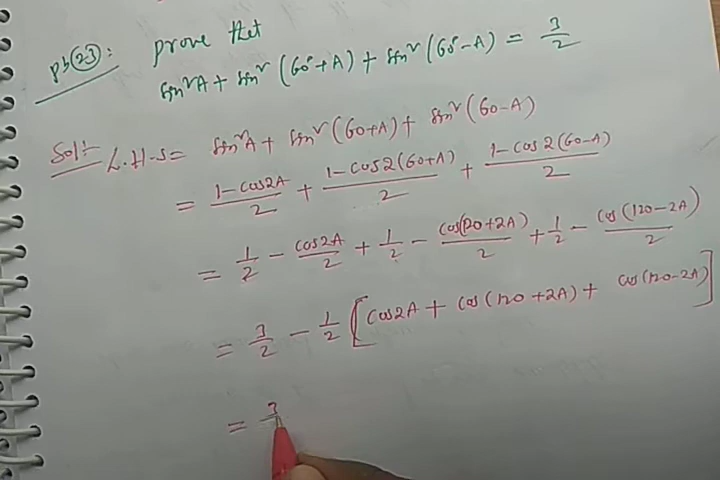 Pb(23): prove that
sin²A + sin²(60°+A) + sin²(60°-A) = 3/2
Sol:- L.H.S = sin²A + sin²(60+A) + sin²(60-A)
= 1-cos2A/2 + 1-cos2(60+A)/2 + 1-cos2(60-A)/2
= 1/2 - cos2A/2 + 1/2 - cos(120+2A)/2 + 1/2 - cos(120-2A)/2
= 3/2 - 1/2 [cos2A + cos(120+2A) + cos(120-2A)]
= 3